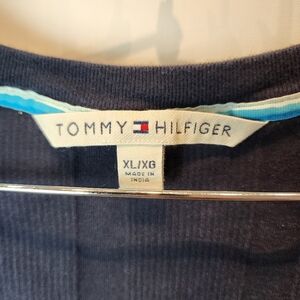 TOMMY HILFIGER
XL/XG
MADE IN
INDIA